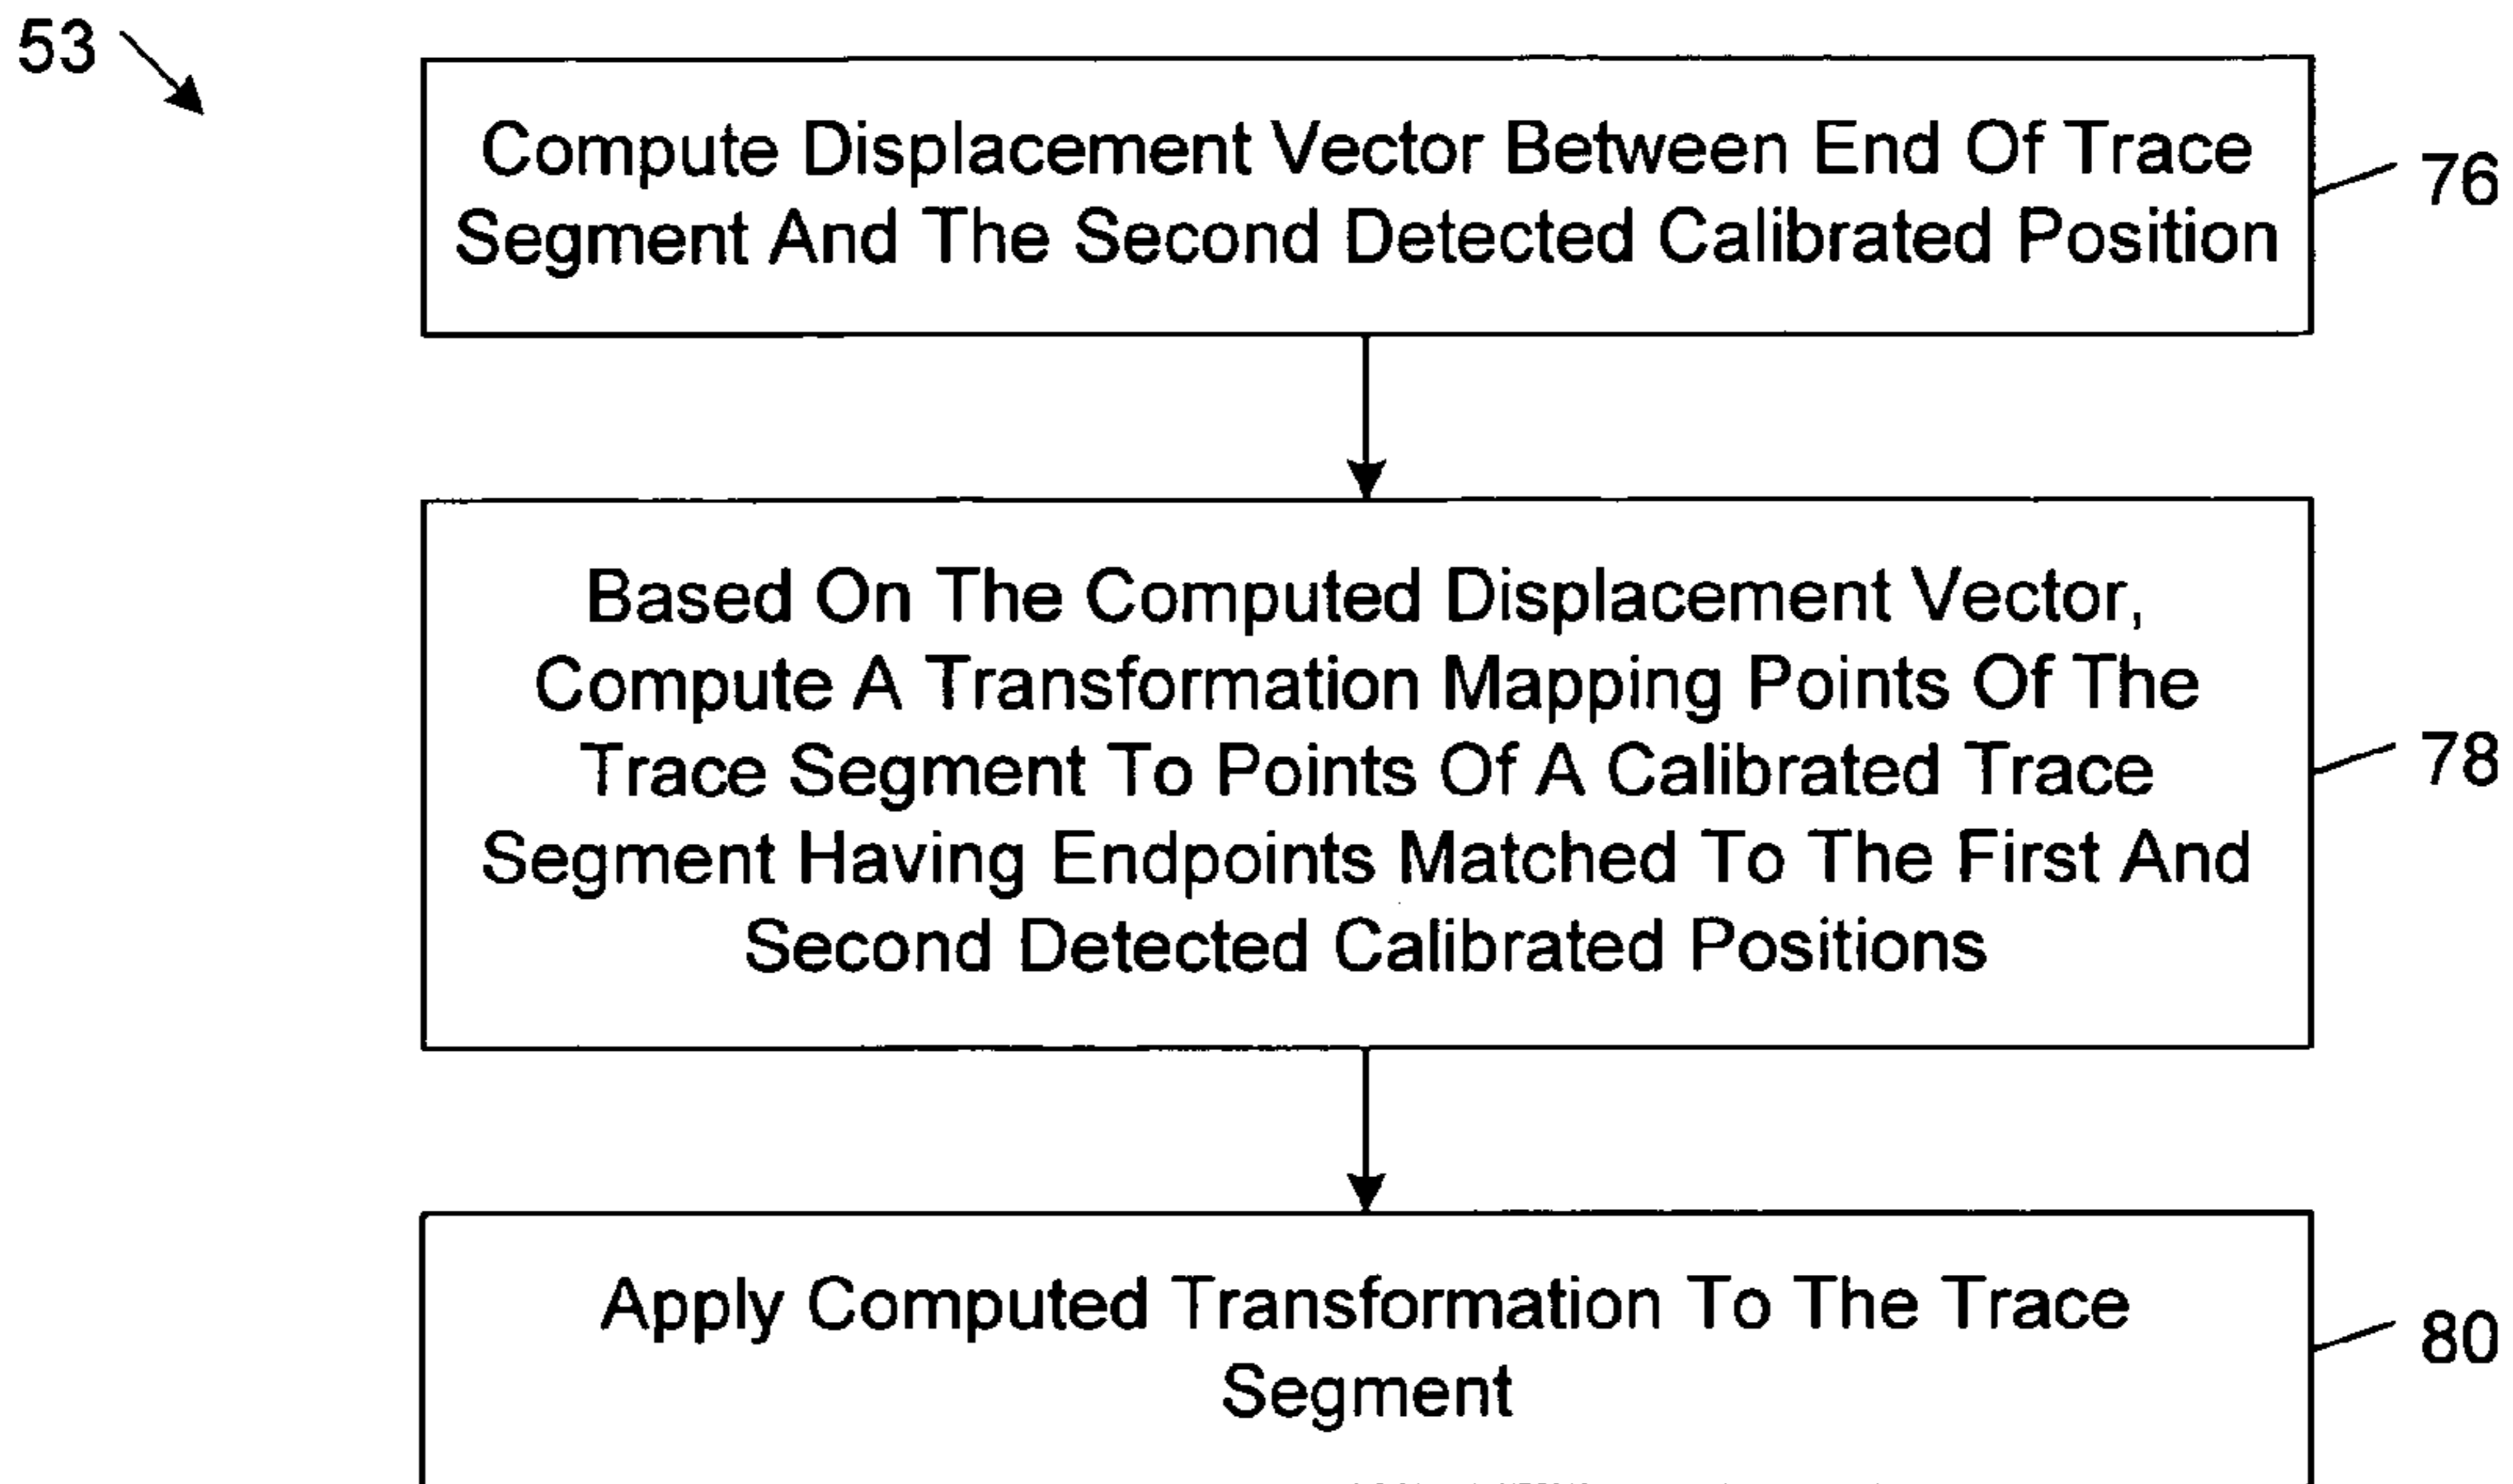 53
Compute Displacement Vector Between End Of Trace
Segment And The Second Detected Calibrated Position
76
Based On The Computed Displacement Vector,
Compute A Transformation Mapping Points Of The
Trace Segment To Points Of A Calibrated Trace
Segment Having Endpoints Matched To The First And
Second Detected Calibrated Positions
78
Apply Computed Transformation To The Trace
Segment
80